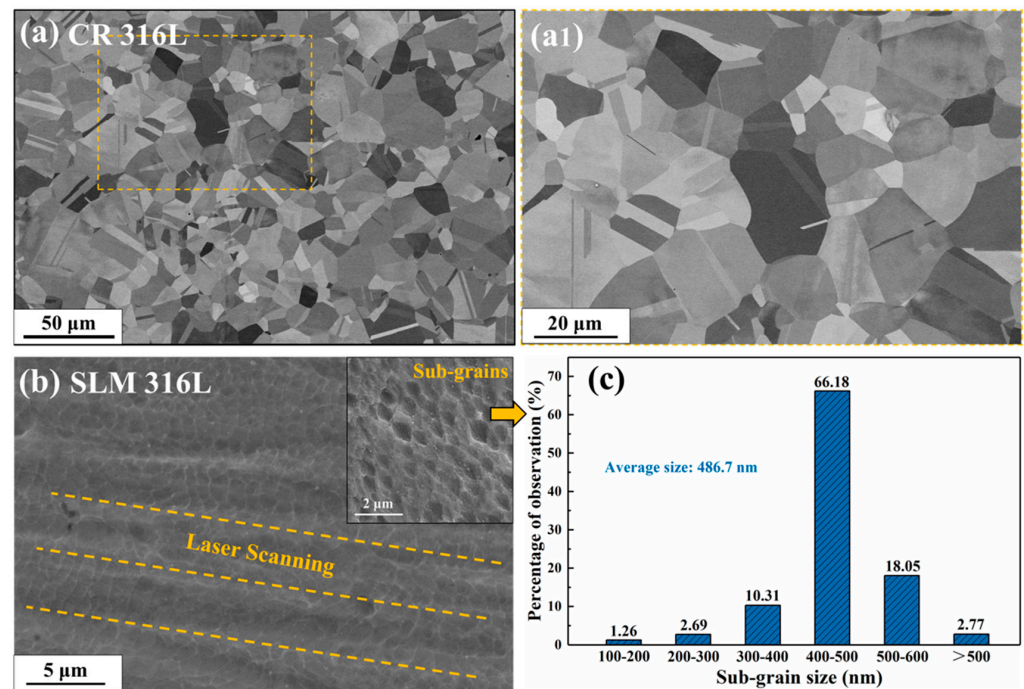 (a) CR 316L
50 μm
(a1)
20 μm
(b) SLM 316L
Sub-grains
2 μm
Laser Scanning
5 μm
(c)
Percentage of observation (%)
70
60
50
40
30
20
10
0
Average size: 486.7 nm
1.26
2.69
10.31
66.18
18.05
2.77
100-200
200-300
300-400
400-500
500-600
>500
Sub-grain size (nm)